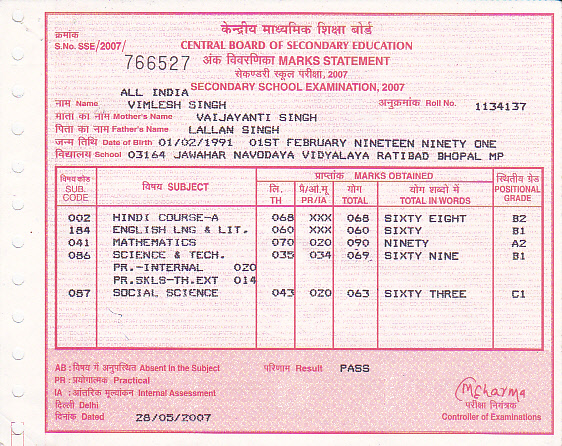 केन्द्रीय माध्यमिक शिक्षा बोर्ड
क्रमांक
S.No. SSE/2007/ 766527
CENTRAL BOARD OF SECONDARY EDUCATION
अंक विवरणिका MARKS STATEMENT
सेकण्डरी स्कूल परीक्षा, 2007
SECONDARY SCHOOL EXAMINATION, 2007
ALL INDIA
नाम Name VIMLESH SINGH अनुक्रमांक Roll No. 1134137
माता का नाम Mother's Name VAIJAYANTI SINGH
पिता का नाम Father's Name LALLAN SINGH
जन्म तिथि Date of Birth 01/02/1991 01ST FEBRUARY NINETEEN NINETY ONE
विद्यालय School 03164 JAWAHAR NAVODAYA VIDYALAYA RATIBAD BHOPAL MP
विषय कोड SUB. CODE विषय SUBJECT प्राप्तांक MARKS OBTAINED स्थितीय ग्रेड POSITIONAL GRADE
लि. TH प्रै/आं.मू PR/IA योग TOTAL योग शब्दो में TOTAL IN WORDS
002 HINDI COURSE-A 068 XXX 068 SIXTY EIGHT B2
184 ENGLISH LNG & LIT. 060 XXX 060 SIXTY B1
041 MATHEMATICS 070 020 090 NINETY A2
086 SCIENCE & TECH. 035 034 069 SIXTY NINE B1
PR.-INTERNAL 020
PR.SKLS-TH.EXT 014
087 SOCIAL SCIENCE 043 020 063 SIXTY THREE C1
AB : विषय में अनुपस्थित Absent in the Subject परिणाम Result PASS
PR : प्रयोगात्मक Practical
IA : आंतरिक मूल्यांकन Internal Assessment
दिल्ली Delhi
दिनांक Dated 28/05/2007
परीक्षा नियंत्रक
Controller of Examinations